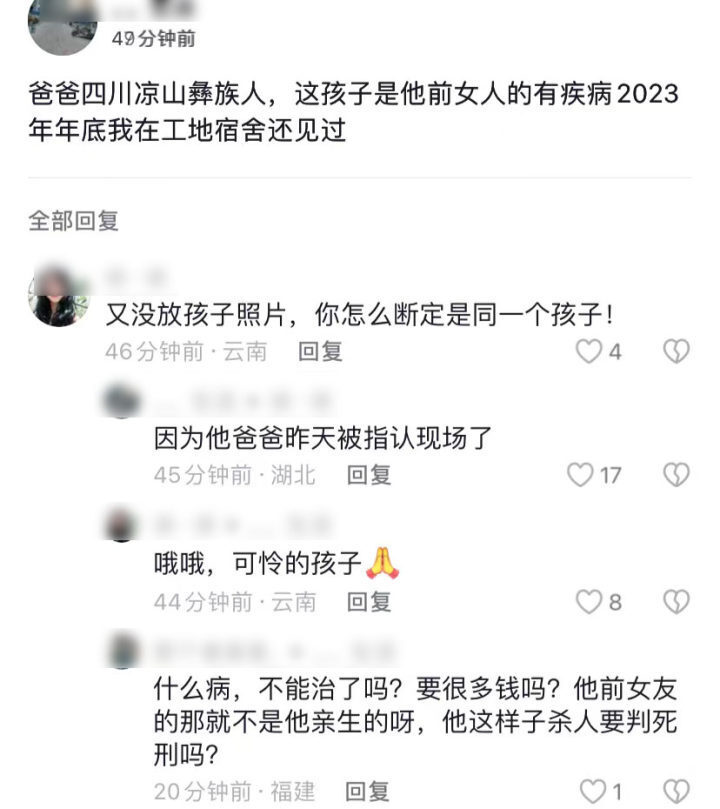 49分钟前
爸爸四川凉山彝族人，这孩子是他前女人的有疾病2023
年年底我在工地宿舍还见过
全部回复
又没放孩子照片，你怎么断定是同一个孩子！
46分钟前·云南 回复 4
因为他爸爸昨天被指认现场了
45分钟前·湖北 回复 17
哦哦，可怜的孩子🙏
44分钟前·云南 回复 8
什么病，不能治了吗？要很多钱吗？他前女友
的那就不是他亲生的呀，他这样子杀人要判死
刑吗？
20分钟前·福建 回复 1